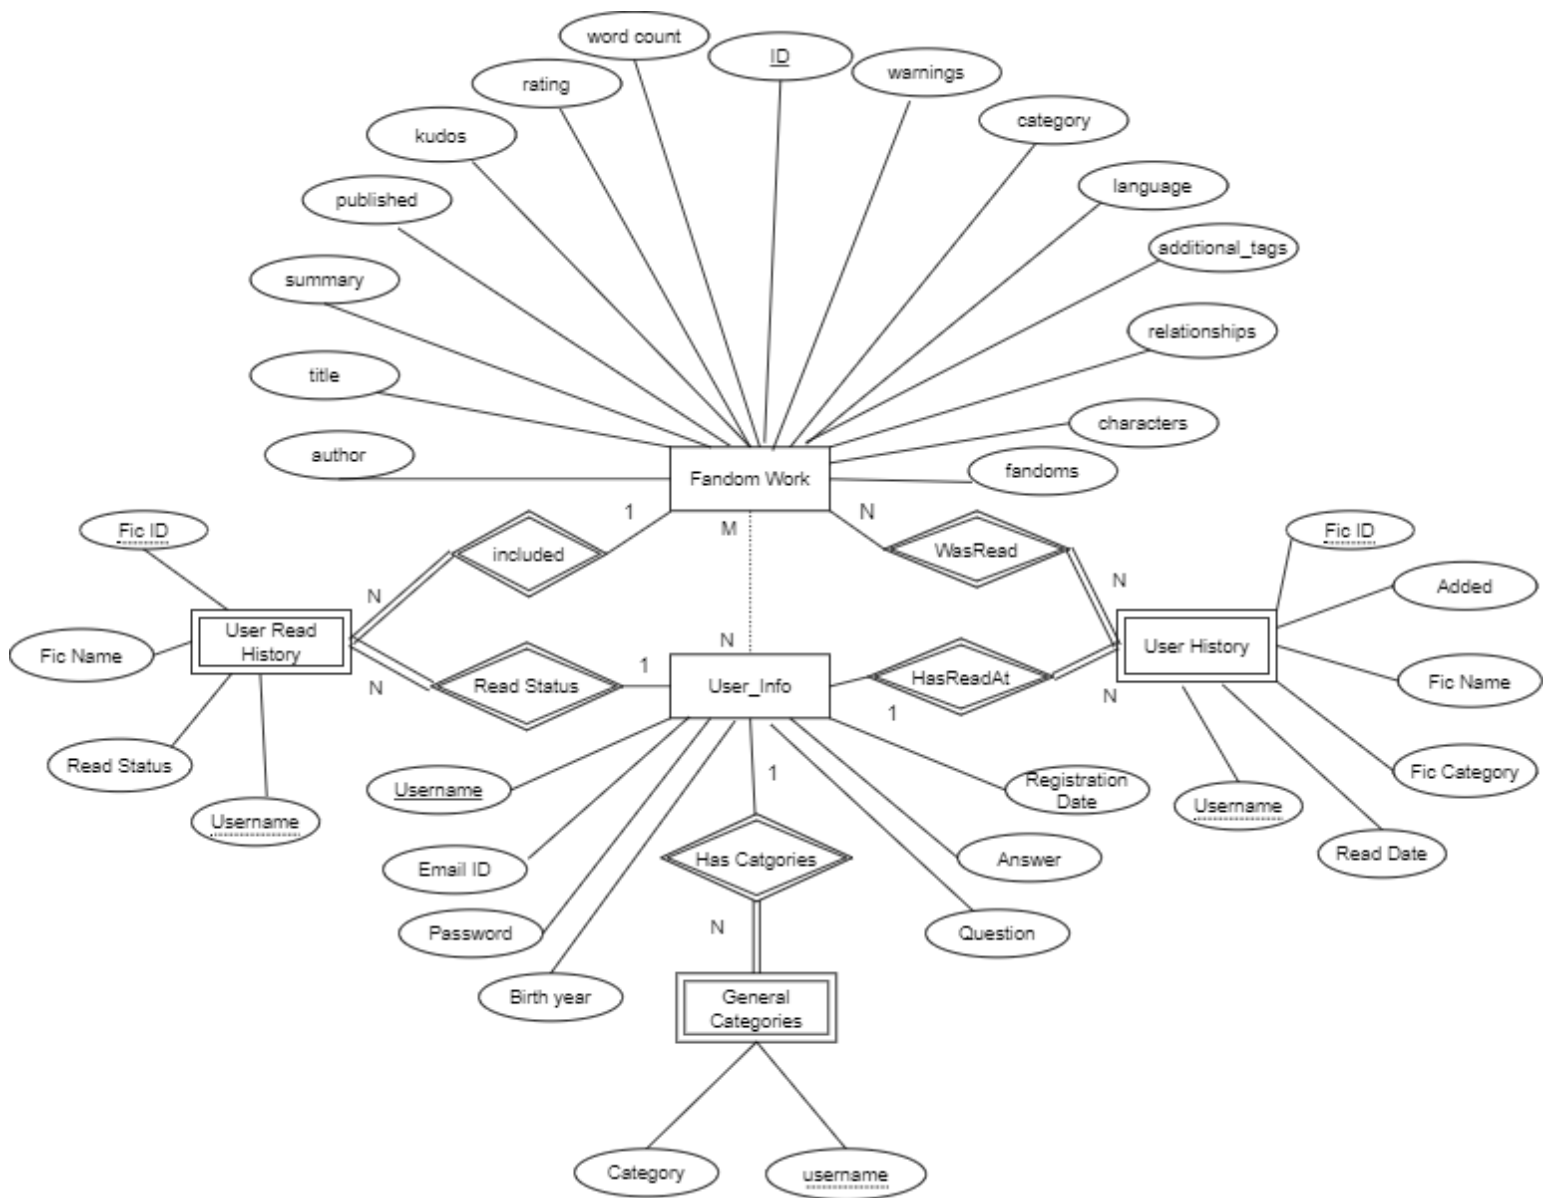 word count
ID
rating
warnings
kudos
category
published
language
additional_tags
summary
relationships
title
characters
author
Fandom Work
fandoms
1
M
N
Fic ID
included
WasRead
Fic ID
N
N
Added
User Read
History
Fic Name
N
User History
Read Status
1
User_Info
HasReadAt
N
N
1
Fic Name
Read Status
Username
1
Registration
Date
Fic Category
Username
Username
Has Catgories
Answer
Read Date
Email ID
Password
N
Question
Birth year
General
Categories
Category
username